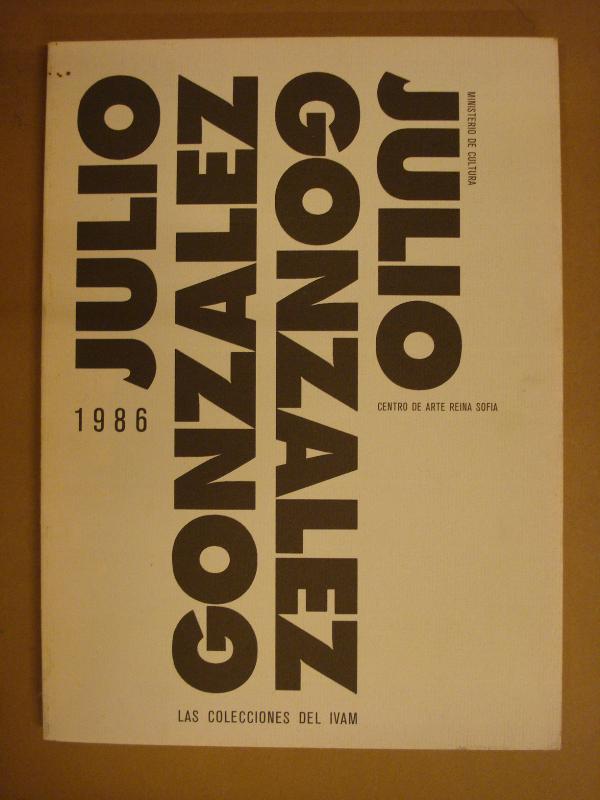 JULIO
GONZALEZ
GONZALEZ
JULIO
MINISTERIO DE CULTURA
1986
CENTRO DE ARTE REINA SOFIA
LAS COLECCIONES DEL IVAM